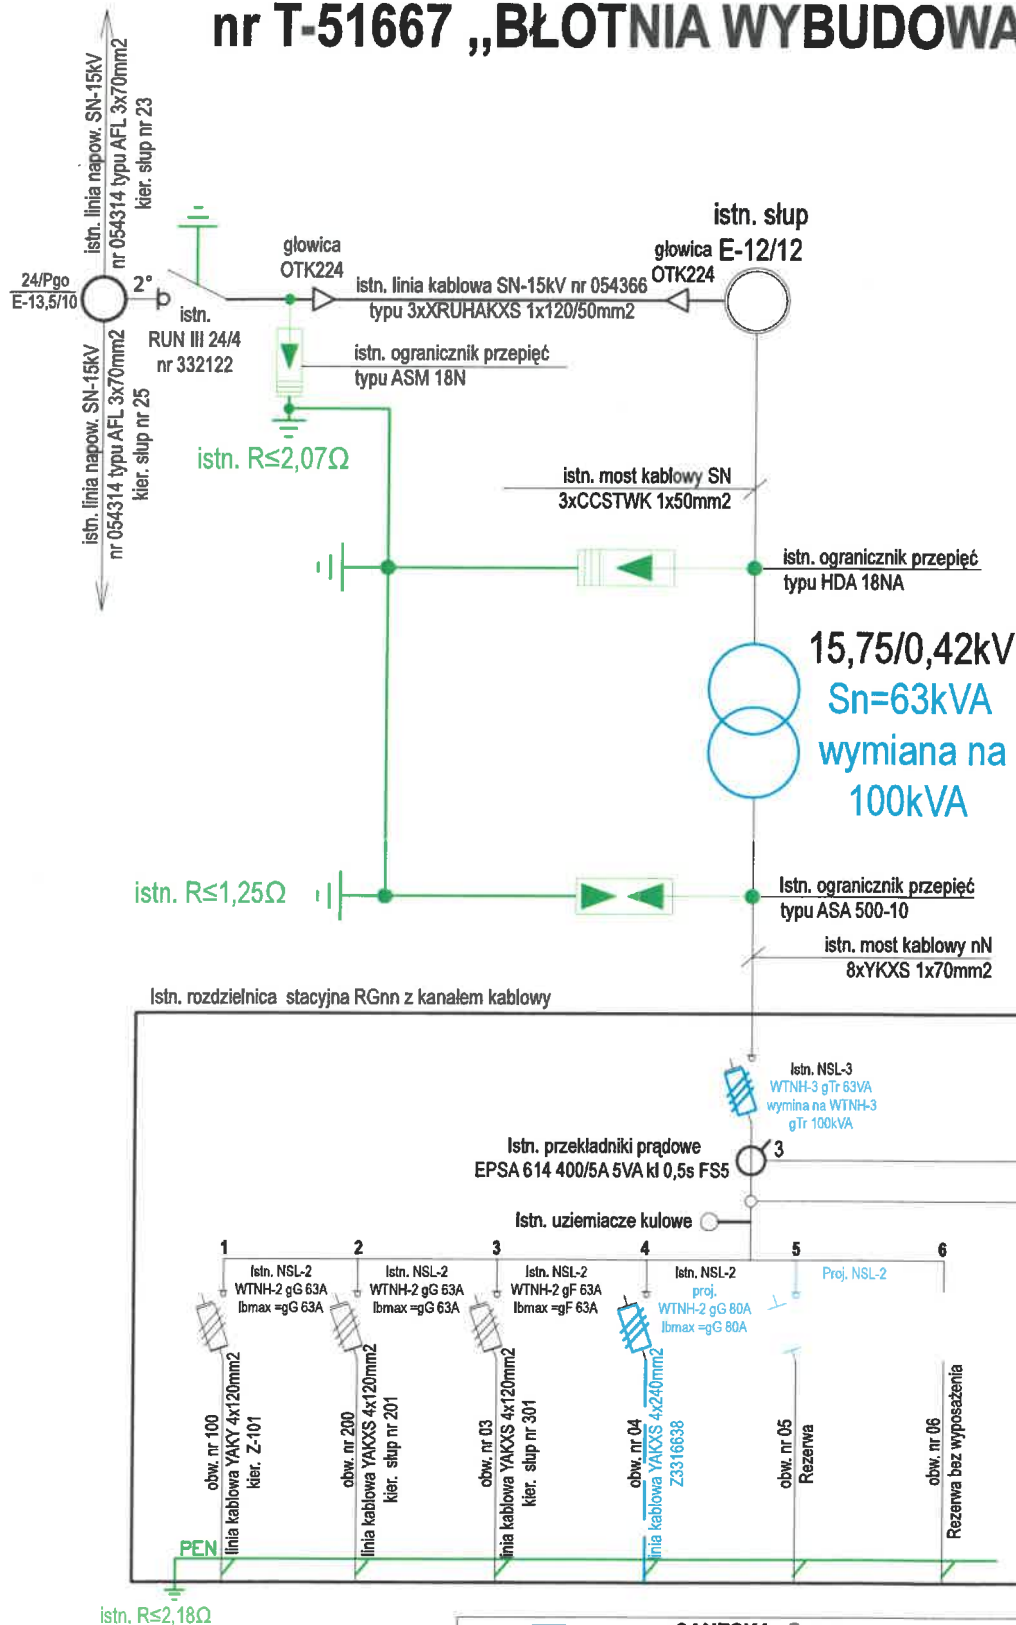 nr T-51667 „BŁOTNIA WYBUDOWA
istn. linia napow. SN-15kV
nr 054314 typu AFL 3x70mm2
kier. słup nr 23
24/Pgo
E-13,5/10
2°
istn.
RUN III 24/4
nr 332122
głowica
OTK224
istn. linia kablowa SN-15kV nr 054366
typu 3xXRUHAKXS 1x120/50mm2
głowica
OTK224
istn. słup
E-12/12
istn. linia napow. SN-15kV
nr 054314 typu AFL 3x70mm2
kier. słup nr 25
istn. ogranicznik przepięć
typu ASM 18N
istn. R≤2,07Ω
istn. most kablowy SN
3xCCSTWK 1x50mm2
istn. ogranicznik przepięć
typu HDA 18NA
15,75/0,42kV
Sn=63kVA
wymiana na
100kVA
istn. R≤1,25Ω
Istn. ogranicznik przepięć
typu ASA 500-10
istn. most kablowy nN
8xYKXS 1x70mm2
Istn. rozdzielnica stacyjna RGnn z kanałem kablowy
Istn. NSL-3
WTNH-3 gTr 63VA
wymina na WTNH-3
gTr 100kVA
Istn. przekładniki prądowe
EPSA 614 400/5A 5VA kl 0,5s FS5
3
Istn. uziemiacze kulowe
1
2
3
4
5
6
Istn. NSL-2
WTNH-2 gG 63A
Ibmax =gG 63A
Istn. NSL-2
WTNH-2 gG 63A
Ibmax =gG 63A
Istn. NSL-2
WTNH-2 gF 63A
Ibmax =gF 63A
Istn. NSL-2
proj.
WTNH-2 gG 80A
Ibmax =gG 80A
Proj. NSL-2
obw. nr 100
linia kablowa YAKY 4x120mm2
kier. Z-101
obw. nr 200
linia kablowa YAKXS 4x120mm2
kier. słup nr 201
obw. nr 03
linia kablowa YAKXS 4x120mm2
kier. słup nr 301
obw. nr 04
linia kablowa YAKXS 4x240mm2
Z3316638
obw. nr 05
Rezerwa
obw. nr 06
Rezerwa bez wyposażenia
PEN
istn. R≤2,18Ω